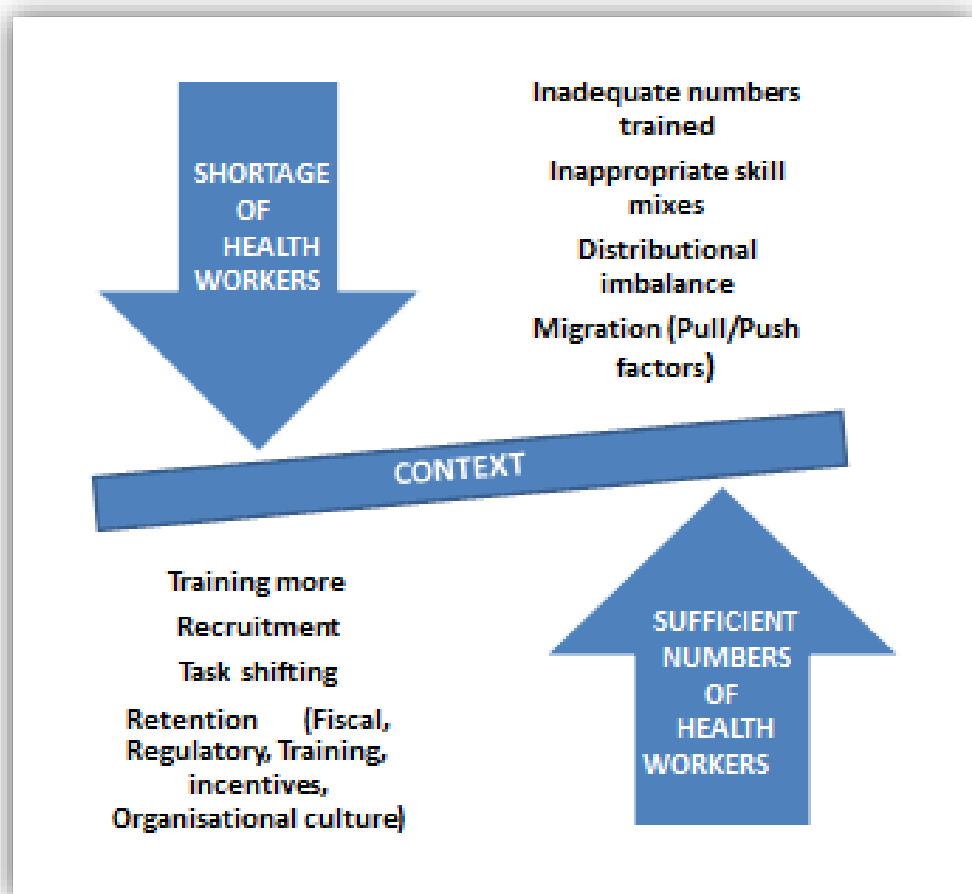 SHORTAGE
OF
HEALTH
WORKERS
Inadequate numbers
trained
Inappropriate skill
mixes
Distributional
imbalance
Migration (Pull/Push
factors)
CONTEXT
Training more
Recruitment
Task shifting
Retention (Fiscal,
Regulatory, Training,
incentives,
Organisational culture)
SUFFICIENT
NUMBERS
OF
HEALTH
WORKERS